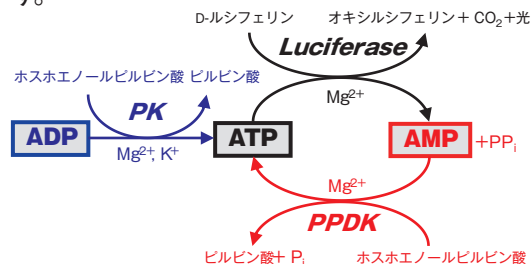 す。
D-ルシフェリン オキシルシフェリン + CO₂+光
Luciferase
ホスホエノールピルビン酸 ピルビン酸
PK
Mg²⁺
ADP
ATP
AMP
+PPᵢ
Mg²⁺, K⁺
Mg²⁺
PPDK
ピルビン酸+ Pᵢ ホスホエノールピルビン酸